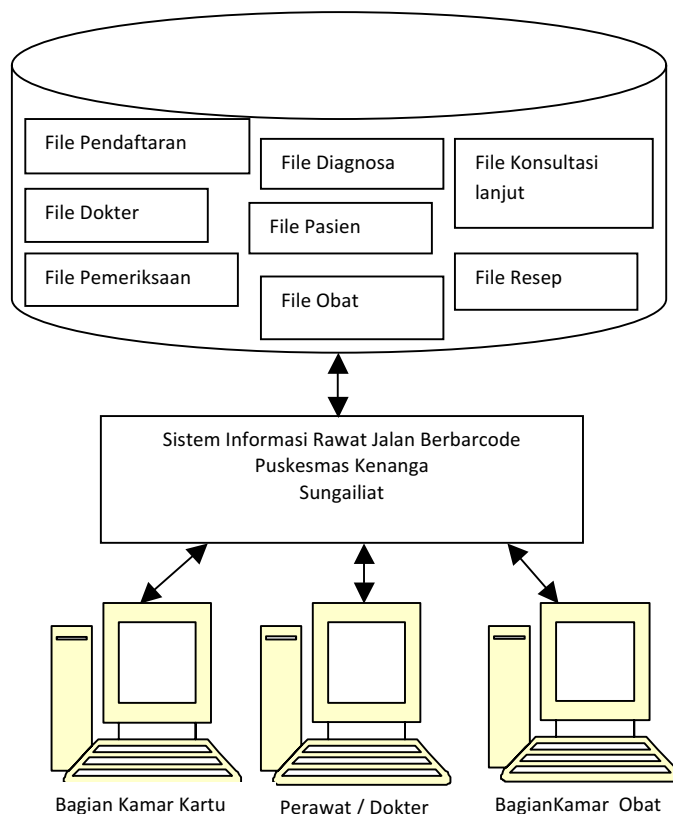 File Pendaftaran
File Diagnosa
File Konsultasi
lanjut
File Dokter
File Pasien
File Pemeriksaan
File Obat
File Resep
Sistem Informasi Rawat Jalan Berbarcode
Puskesmas Kenanga
Sungailiat
Bagian Kamar Kartu
Perawat / Dokter
BagianKamar Obat